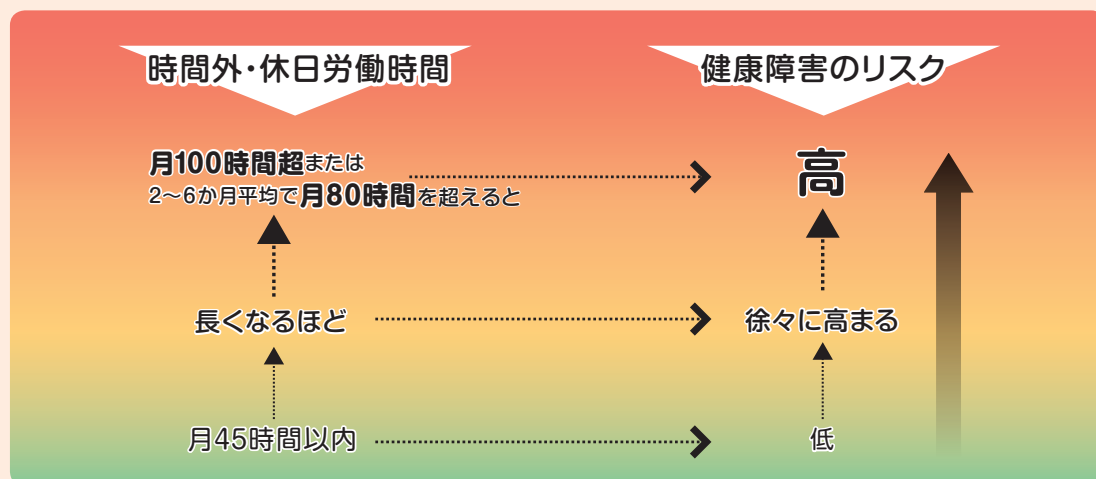 時間外・休日労働時間
健康障害のリスク
月100時間超または
2〜6か月平均で月80時間を超えると
高
長くなるほど
徐々に高まる
月45時間以内
低